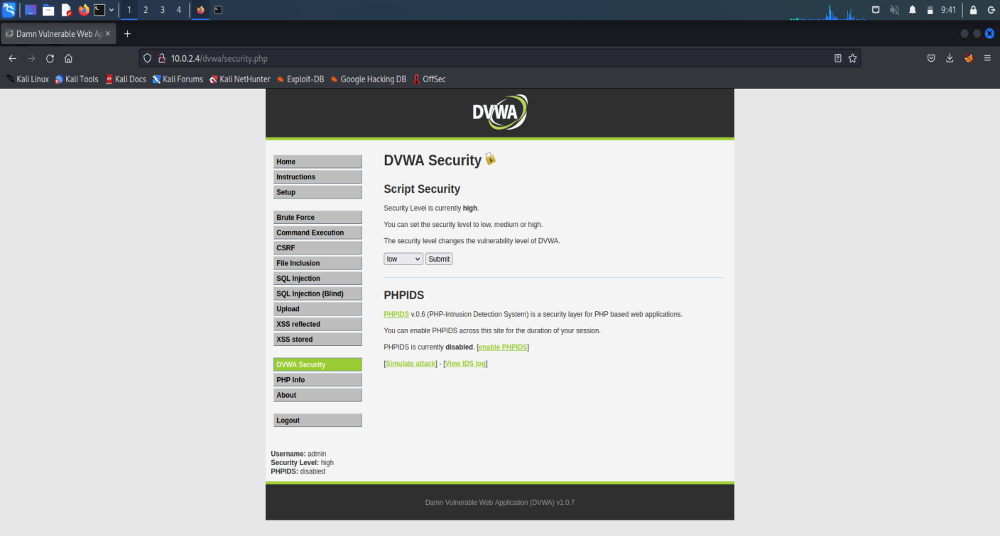 1 2 3 4 9:41
Damn Vulnerable Web Ap
10.0.2.4/dvwa/security.php
Kali Linux Kali Tools Kali Docs Kali Forums Kali NetHunter Exploit-DB Google Hacking DB OffSec
DVWA
Home
Instructions
Setup
Brute Force
Command Execution
CSRF
File Inclusion
SQL Injection
SQL Injection (Blind)
Upload
XSS reflected
XSS stored
DVWA Security
PHP Info
About
Logout
Username: admin
Security Level: high
PHPIDS: disabled
DVWA Security
Script Security
Security Level is currently high.
You can set the security level to low, medium or high.
The security level changes the vulnerability level of DVWA.
low Submit
PHPIDS
PHPIDS v.0.6 (PHP-Intrusion Detection System) is a security layer for PHP based web applications.
You can enable PHPIDS across this site for the duration of your session.
PHPIDS is currently disabled. [enable PHPIDS]
[Simulate attack] - [View IDS log]
Damn Vulnerable Web Application (DVWA) v1.0.7